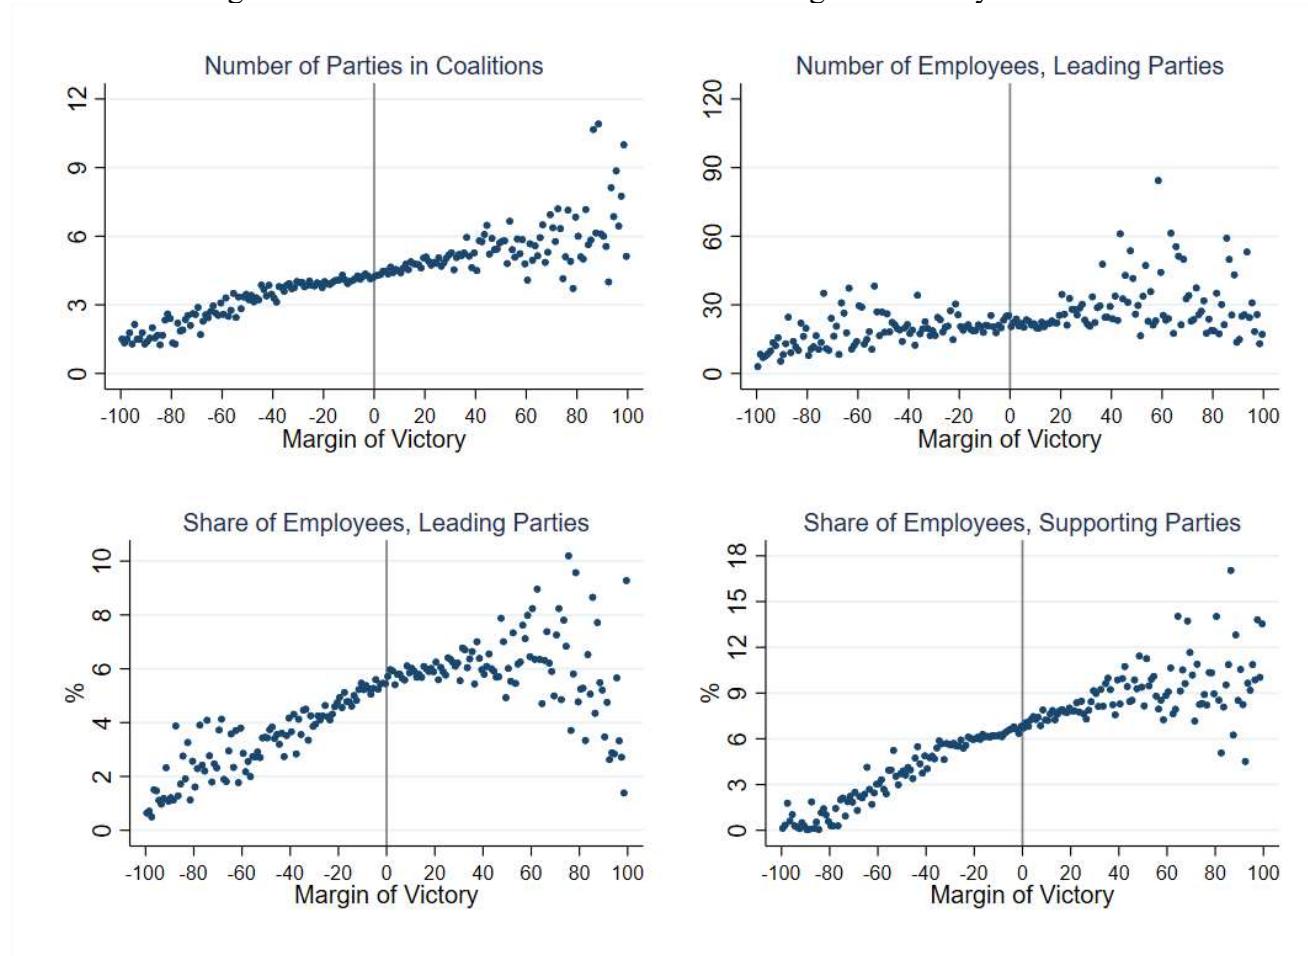 Number of Parties in Coalitions
12
9
6
3
0
-100 -80 -60 -40 -20 0 20 40 60 80 100
Margin of Victory
Number of Employees, Leading Parties
120
90
60
30
0
-100 -80 -60 -40 -20 0 20 40 60 80 100
Margin of Victory
Share of Employees, Leading Parties
%
10
8
6
4
2
0
-100 -80 -60 -40 -20 0 20 40 60 80 100
Margin of Victory
Share of Employees, Supporting Parties
%
18
15
12
9
6
3
0
-100 -80 -60 -40 -20 0 20 40 60 80 100
Margin of Victory